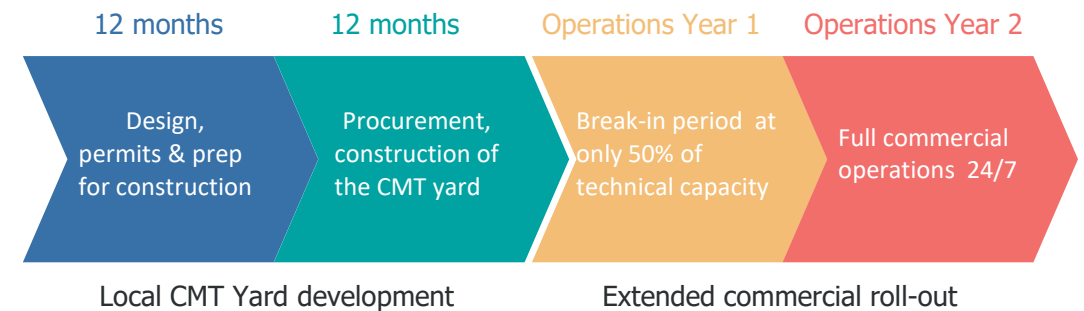 12 months
12 months
Operations Year 1
Operations Year 2
Design,
permits & prep
for construction
Procurement,
construction of
the CMT yard
Break-in period at
only 50% of
technical capacity
Full commercial
operations 24/7
Local CMT Yard development
Extended commercial roll-out